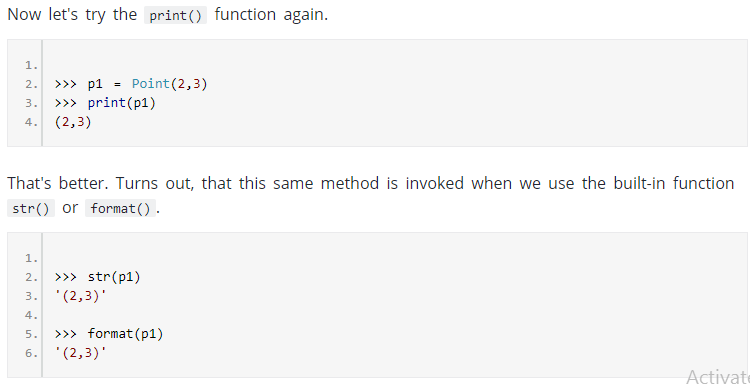 Now let's try the print() function again.
1.
2. >>> p1 = Point(2,3)
3. >>> print(p1)
4. (2,3)
That's better. Turns out, that this same method is invoked when we use the built-in function
str() or format().
1.
2. >>> str(p1)
3. '(2,3)'
4.
5. >>> format(p1)
6. '(2,3)'
Activat